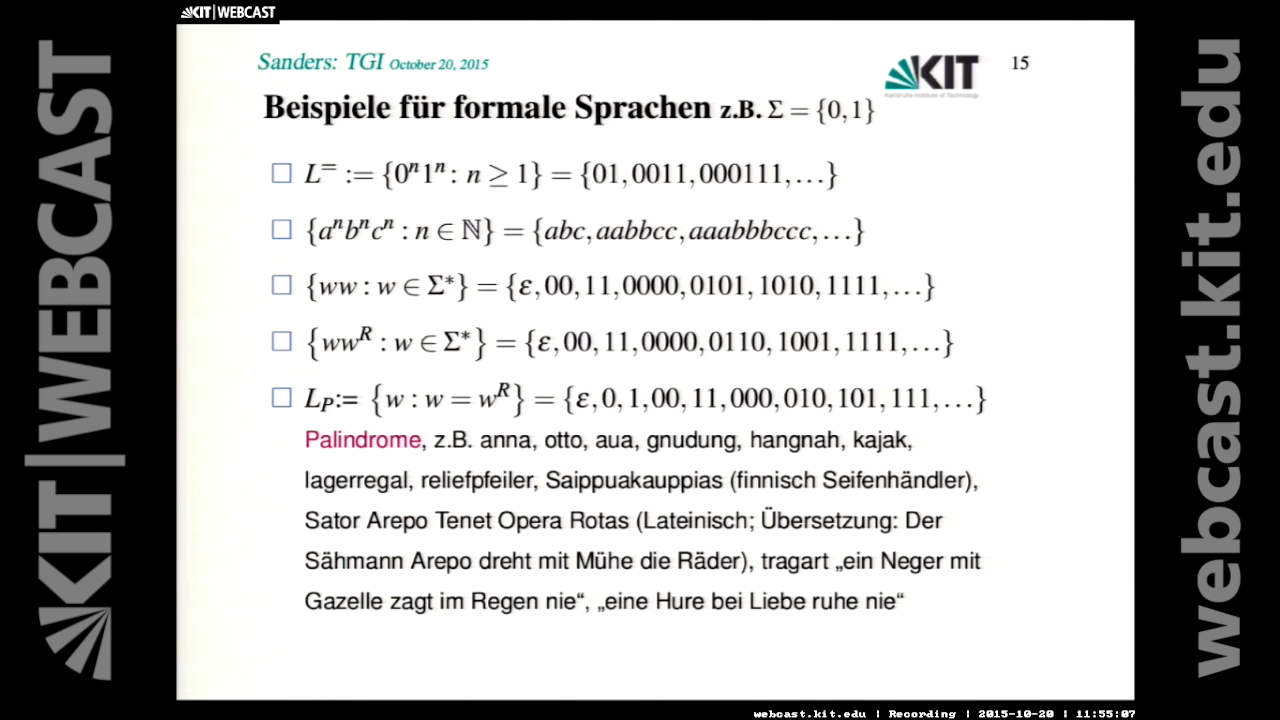 KIT|WEBCAST
KIT|WEBCAST
Sanders: TGI October 20, 2015
KIT
Karlsruhe Institute of Technology
15
Beispiele für formale Sprachen z.B. Σ = {0,1}
L⁼ := {0ⁿ1ⁿ : n ≥ 1} = {01,0011,000111,…}
{aⁿbⁿcⁿ : n ∈ ℕ} = {abc,aabbcc,aaabbbccc,…}
{ww : w ∈ Σ*} = {ε,00,11,0000,0101,1010,1111,…}
{wwᴿ : w ∈ Σ*} = {ε,00,11,0000,0110,1001,1111,…}
L_P:= {w : w = wᴿ} = {ε,0,1,00,11,000,010,101,111,…}
Palindrome, z.B. anna, otto, aua, gnudung, hangnah, kajak,
lagerregal, reliefpfeiler, Saippuakauppias (finnisch Seifenhändler),
Sator Arepo Tenet Opera Rotas (Lateinisch; Übersetzung: Der
Sähmann Arepo dreht mit Mühe die Räder), tragart „ein Neger mit
Gazelle zagt im Regen nie“, „eine Hure bei Liebe ruhe nie“
webcast.kit.edu
webcast.kit.edu | Recording | 2015-10-20 | 11:55:07